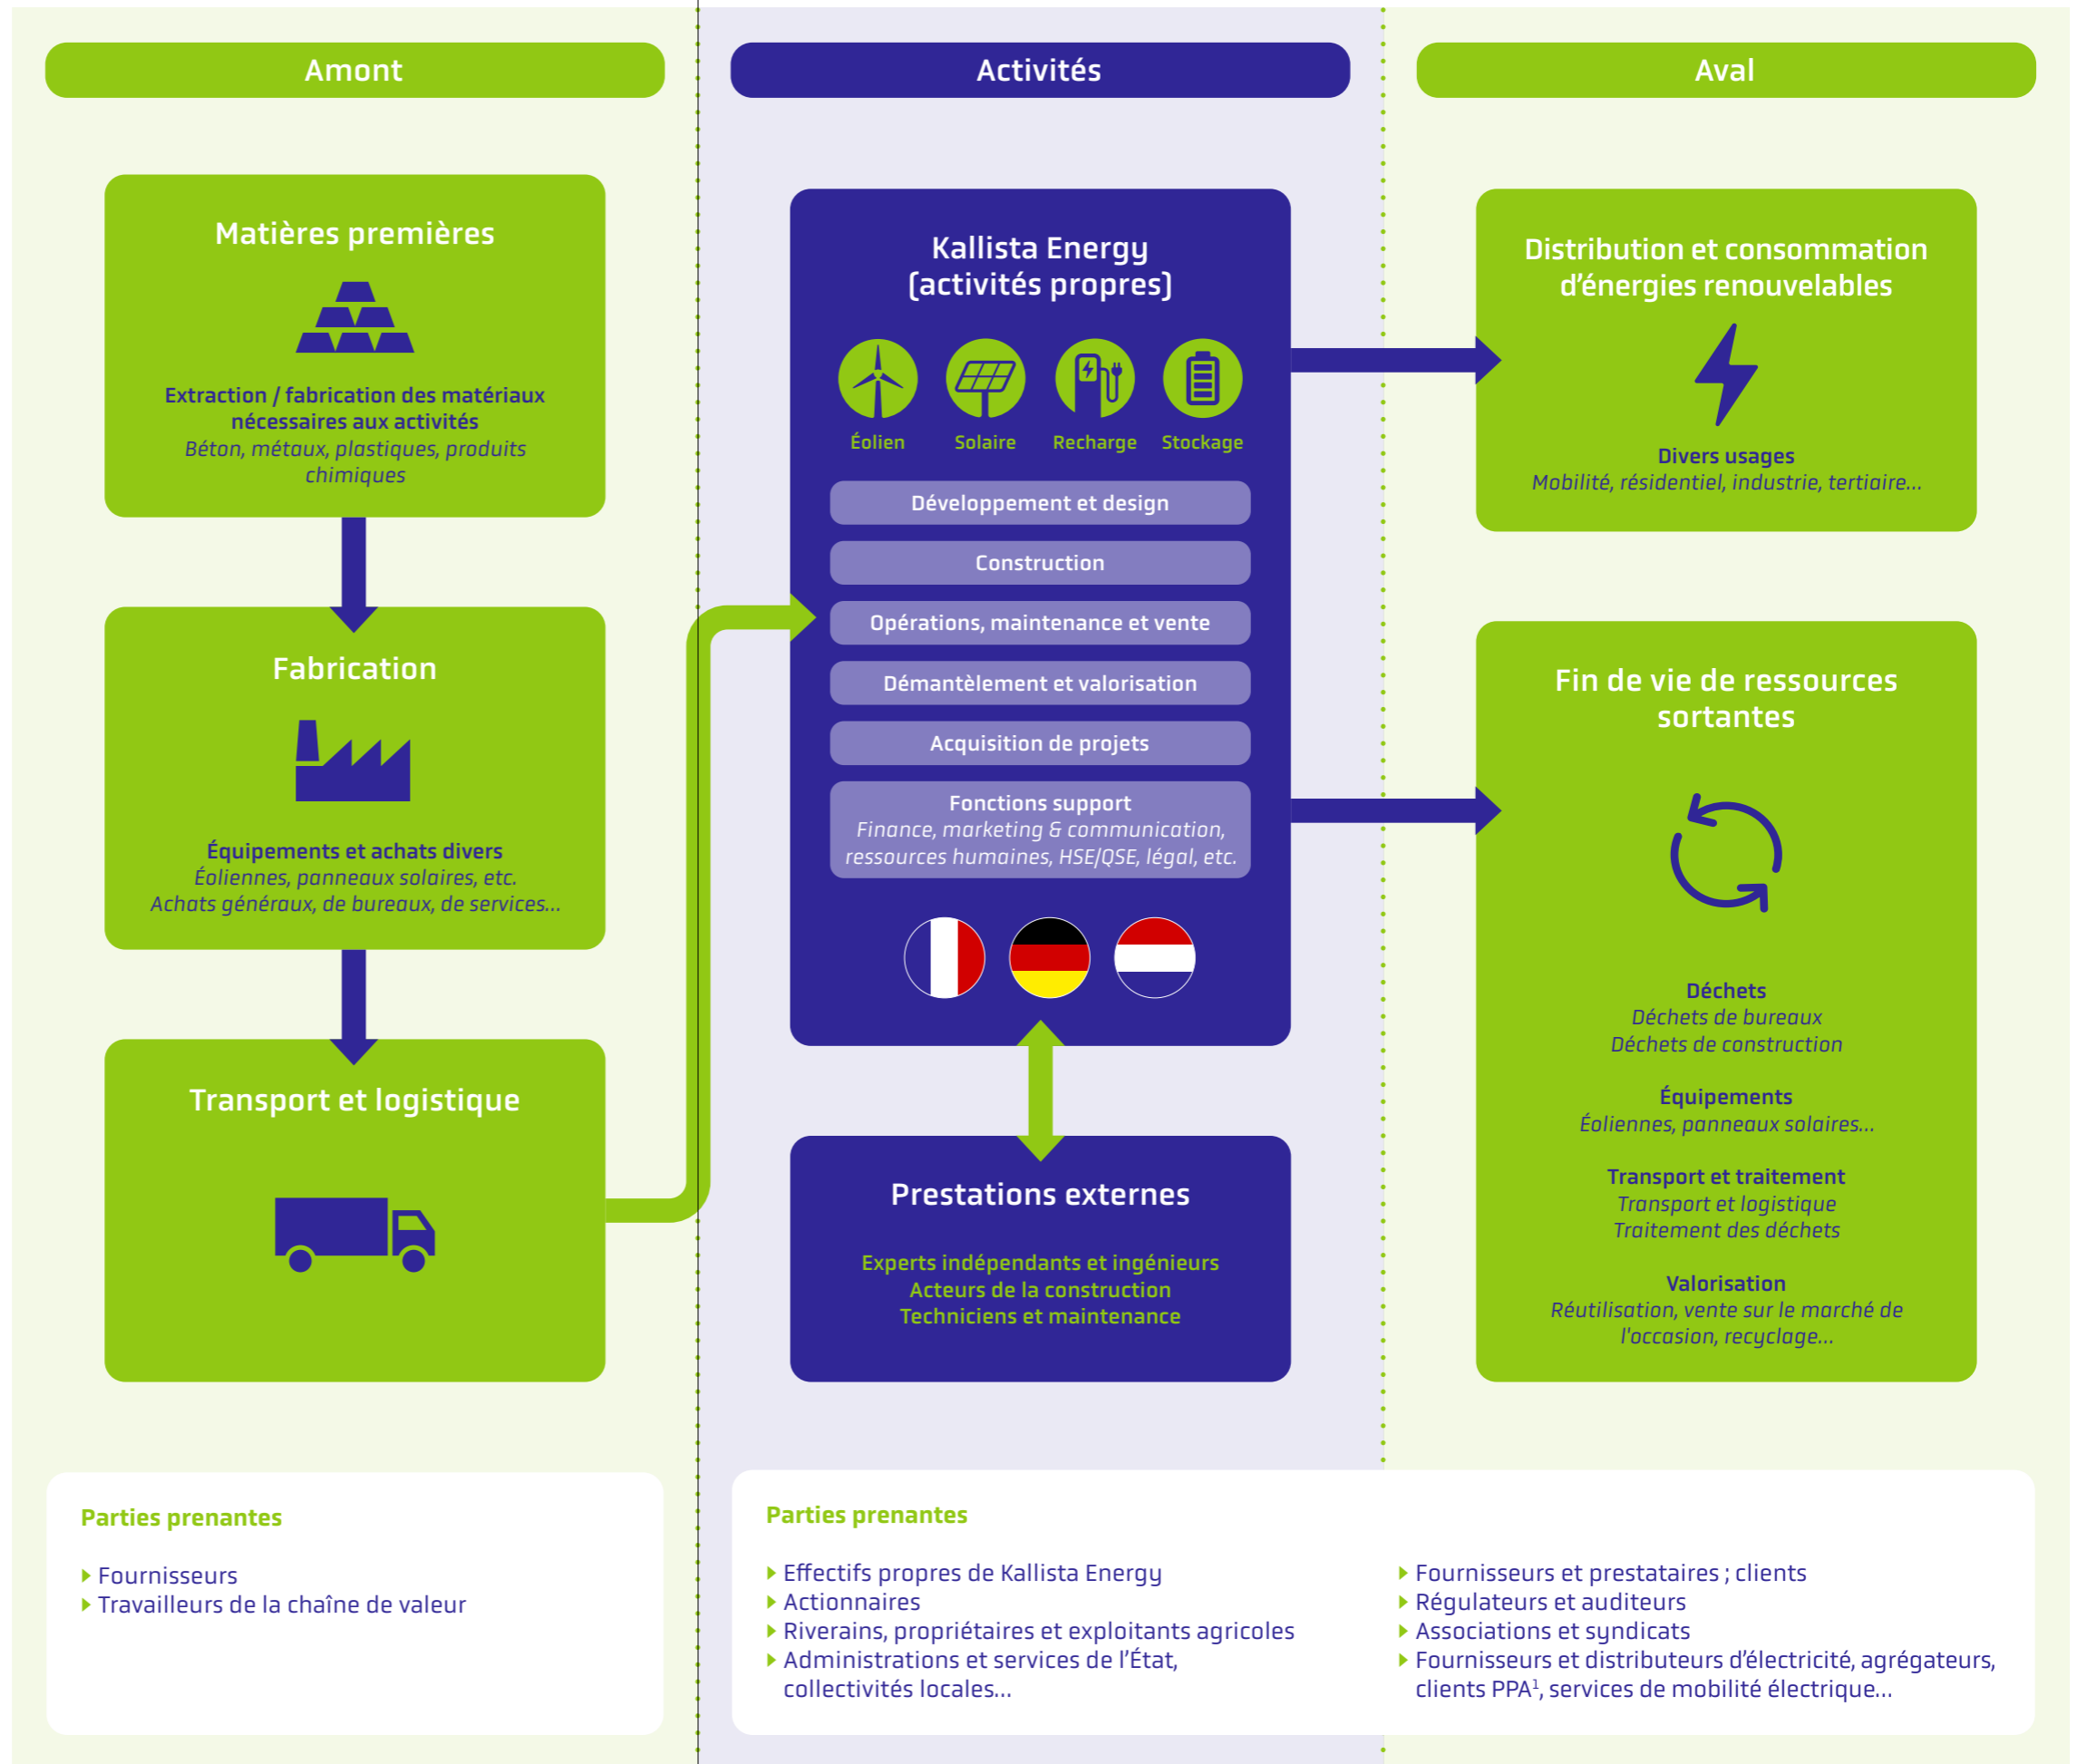 Amont
Matières premières
Extraction / fabrication des matériaux
nécessaires aux activités
Béton, métaux, plastiques, produits
chimiques
Fabrication
Équipements et achats divers
Éoliennes, panneaux solaires, etc.
Achats généraux, de bureaux, de services...
Transport et logistique
Parties prenantes
Fournisseurs
Travailleurs de la chaîne de valeur
Activités
Kallista Energy
(activités propres)
Éolien
Solaire
Recharge
Stockage
Développement et design
Construction
Opérations, maintenance et vente
Démantèlement et valorisation
Acquisition de projets
Fonctions support
Finance, marketing & communication,
ressources humaines, HSE/QSE, légal, etc.
Prestations externes
Experts indépendants et ingénieurs
Acteurs de la construction
Techniciens et maintenance
Aval
Distribution et consommation
d'énergies renouvelables
Divers usages
Mobilité, résidentiel, industrie, tertiaire...
Fin de vie de ressources
sortantes
Déchets
Déchets de bureaux
Déchets de construction
Équipements
Éoliennes, panneaux solaires...
Transport et traitement
Transport et logistique
Traitement des déchets
Valorisation
Réutilisation, vente sur le marché de
l'occasion, recyclage...
Parties prenantes
Effectifs propres de Kallista Energy
Actionnaires
Riverains, propriétaires et exploitants agricoles
Administrations et services de l'État,
collectivités locales...
Fournisseurs et prestataires ; clients
Régulateurs et auditeurs
Associations et syndicats
Fournisseurs et distributeurs d'électricité, agrégateurs,
clients PPA¹, services de mobilité électrique...